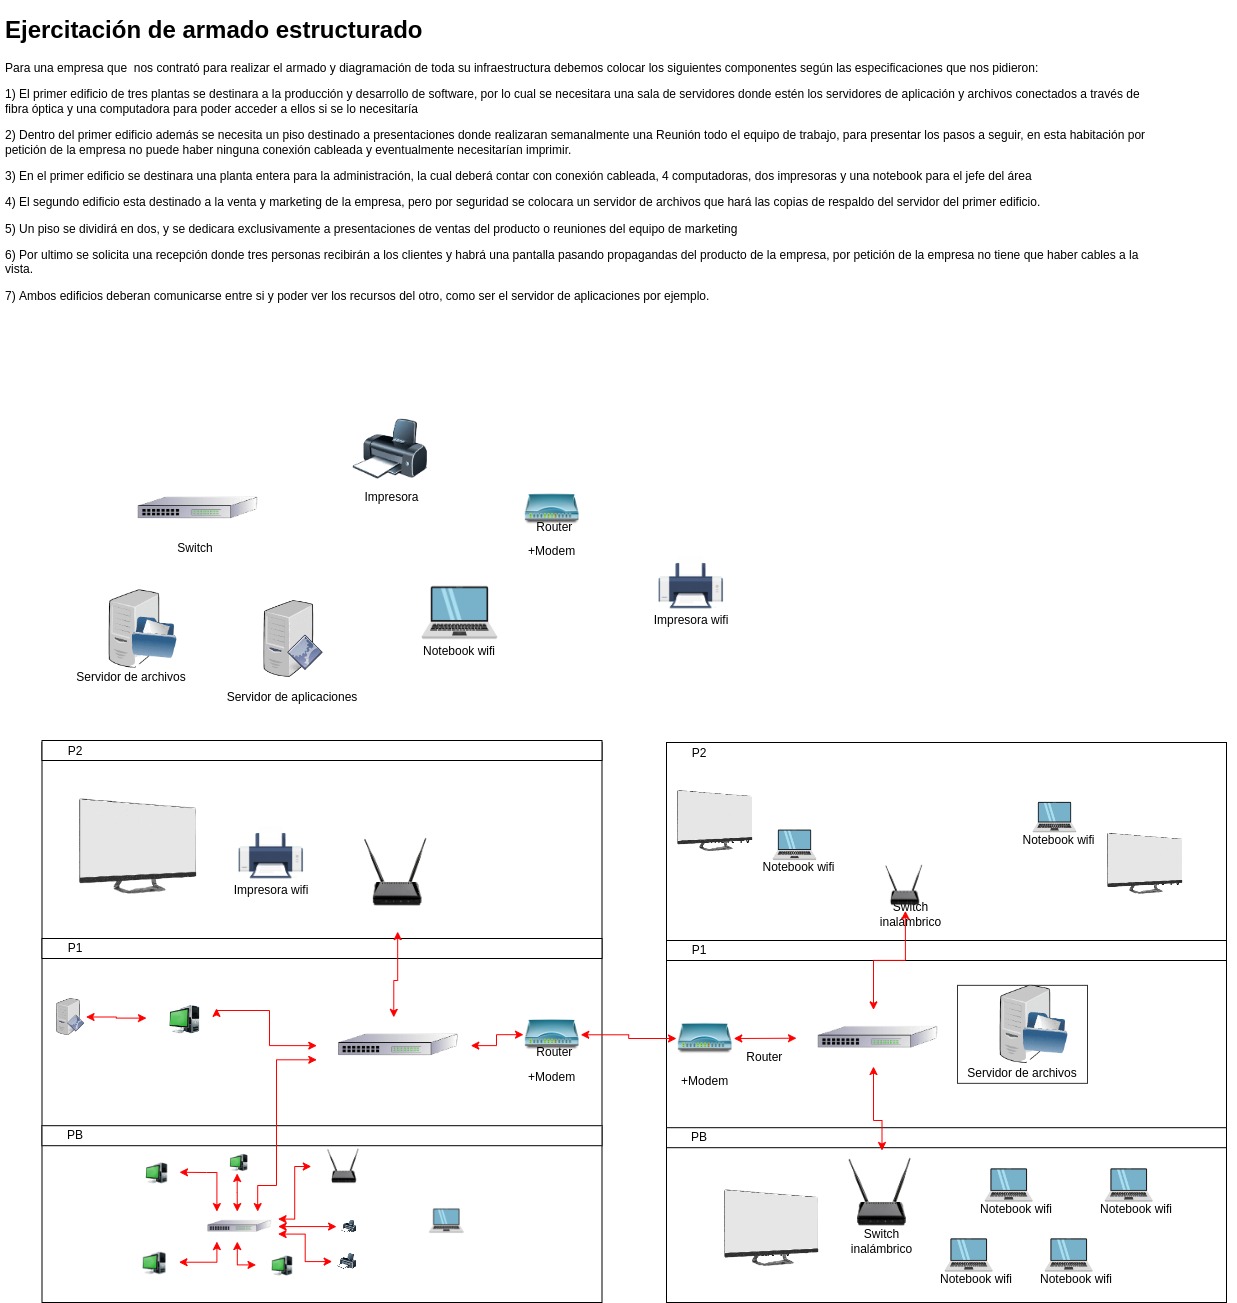 Ejercitación de armado estructurado
Para una empresa que  nos contrató para realizar el armado y diagramación de toda su infraestructura debemos colocar los siguientes componentes según las especificaciones que nos pidieron:
1) El primer edificio de tres plantas se destinara a la producción y desarrollo de software, por lo cual se necesitara una sala de servidores donde estén los servidores de aplicación y archivos conectados a través de
fibra óptica y una computadora para poder acceder a ellos si se lo necesitaría
2) Dentro del primer edificio además se necesita un piso destinado a presentaciones donde realizaran semanalmente una Reunión todo el equipo de trabajo, para presentar los pasos a seguir, en esta habitación por
petición de la empresa no puede haber ninguna conexión cableada y eventualmente necesitarían imprimir.
3) En el primer edificio se destinara una planta entera para la administración, la cual deberá contar con conexión cableada, 4 computadoras, dos impresoras y una notebook para el jefe del área
4) El segundo edificio esta destinado a la venta y marketing de la empresa, pero por seguridad se colocara un servidor de archivos que hará las copias de respaldo del servidor del primer edificio.
5) Un piso se dividirá en dos, y se dedicara exclusivamente a presentaciones de ventas del producto o reuniones del equipo de marketing
6) Por ultimo se solicita una recepción donde tres personas recibirán a los clientes y habrá una pantalla pasando propagandas del producto de la empresa, por petición de la empresa no tiene que haber cables a la
vista.
7) Ambos edificios deberan comunicarse entre si y poder ver los recursos del otro, como ser el servidor de aplicaciones por ejemplo.
Impresora
Switch
Router
+Modem
Impresora wifi
Notebook wifi
Servidor de archivos
Servidor de aplicaciones
P2
Impresora wifi
P1
Router
+Modem
PB
P2
Notebook wifi
Notebook wifi
Switch
inalámbrico
P1
Router
+Modem
Servidor de archivos
PB
Switch
inalámbrico
Notebook wifi
Notebook wifi
Notebook wifi
Notebook wifi